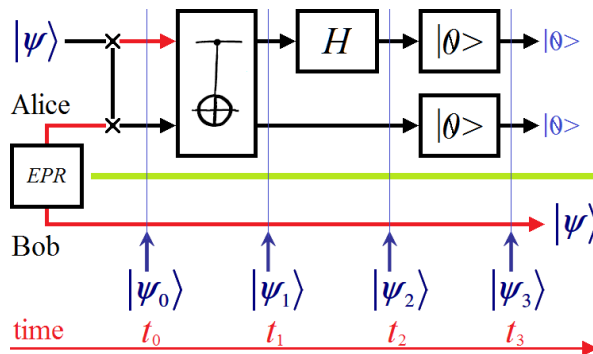 |ψ⟩ H |0> |0>
Alice |0> |0>
EPR
|ψ⟩
Bob
|ψ₀⟩ |ψ₁⟩ |ψ₂⟩ |ψ₃⟩
time t₀ t₁ t₂ t₃